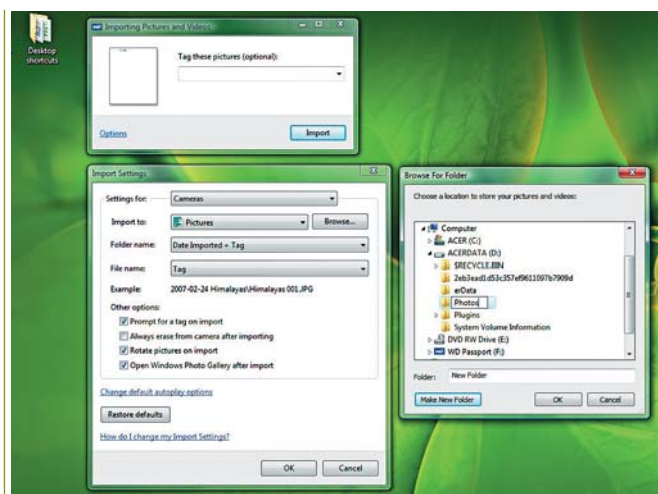 Desktop
shortcuts
Importing Pictures and Videos
Tag these pictures (optional):
Options
Import
Import Settings
Settings for:
Cameras
Import to:
Pictures
Browse...
Folder name:
Date Imported + Tag
File name:
Tag
Example:
2007-02-24 Himalayas\Himalayas 001.JPG
Other options:
Prompt for a tag on import
Always erase from camera after importing
Rotate pictures on import
Open Windows Photo Gallery after import
Change default autoplay options
Restore defaults
How do I change my Import Settings?
OK
Cancel
Browse For Folder
Choose a location to store your pictures and videos:
Computer
ACER (C:)
ACERDATA (D:)
$RECYCLE.BIN
2eb3ead1d53c357ef9611097b7909d
erData
Photos
Plugins
System Volume Information
DVD RW Drive (E:)
WD Passport (F:)
Folder:
New Folder
Make New Folder
OK
Cancel